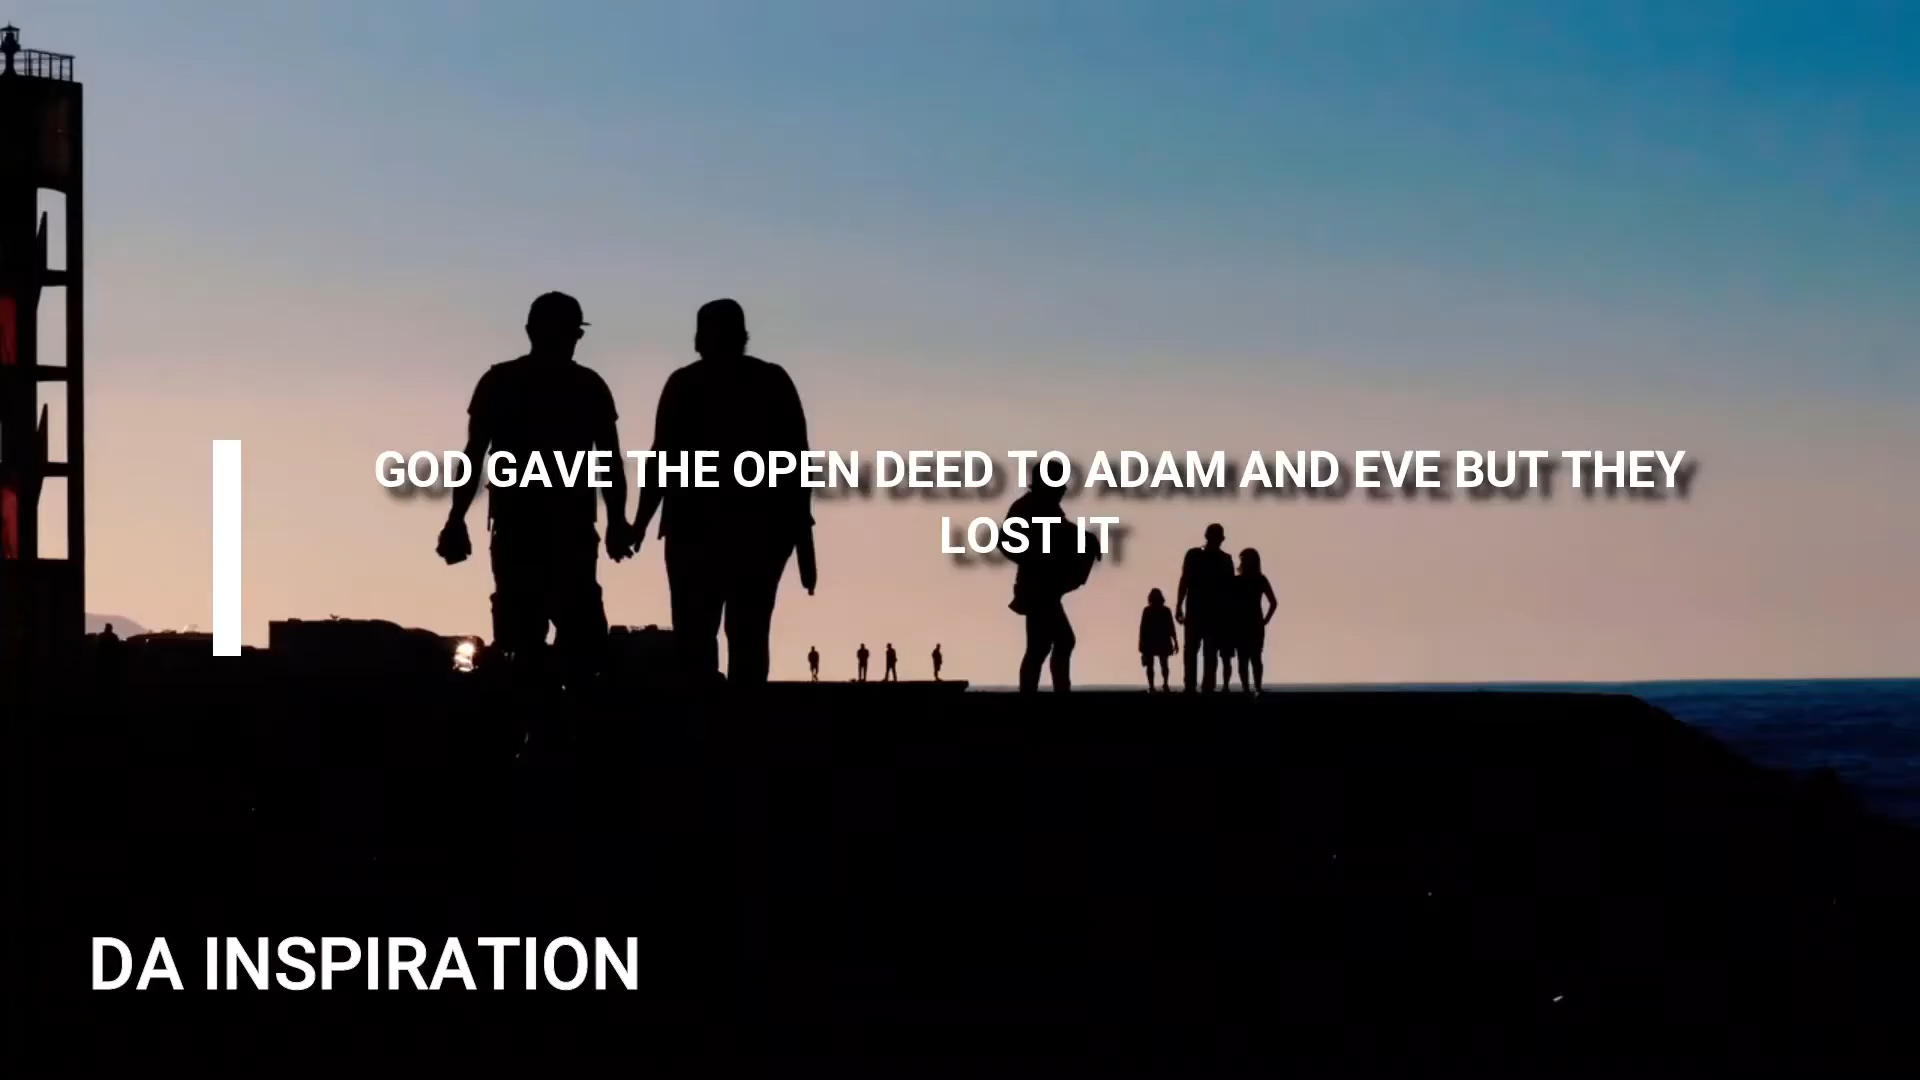 GOD GAVE THE OPEN DEED TO ADAM AND EVE BUT THEY
LOST IT
DA INSPIRATION